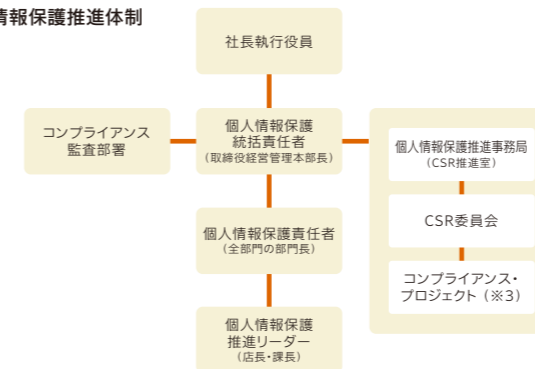 情報保護推進体制
社長執行役員
コンプライアンス
監査部署
個人情報保護
統括責任者
(取締役経営管理本部長)
個人情報保護推進事務局
(CSR推進室)
CSR委員会
コンプライアンス・
プロジェクト(※3)
個人情報保護責任者
(全部門の部門長)
個人情報保護
推進リーダー
(店長・課長)